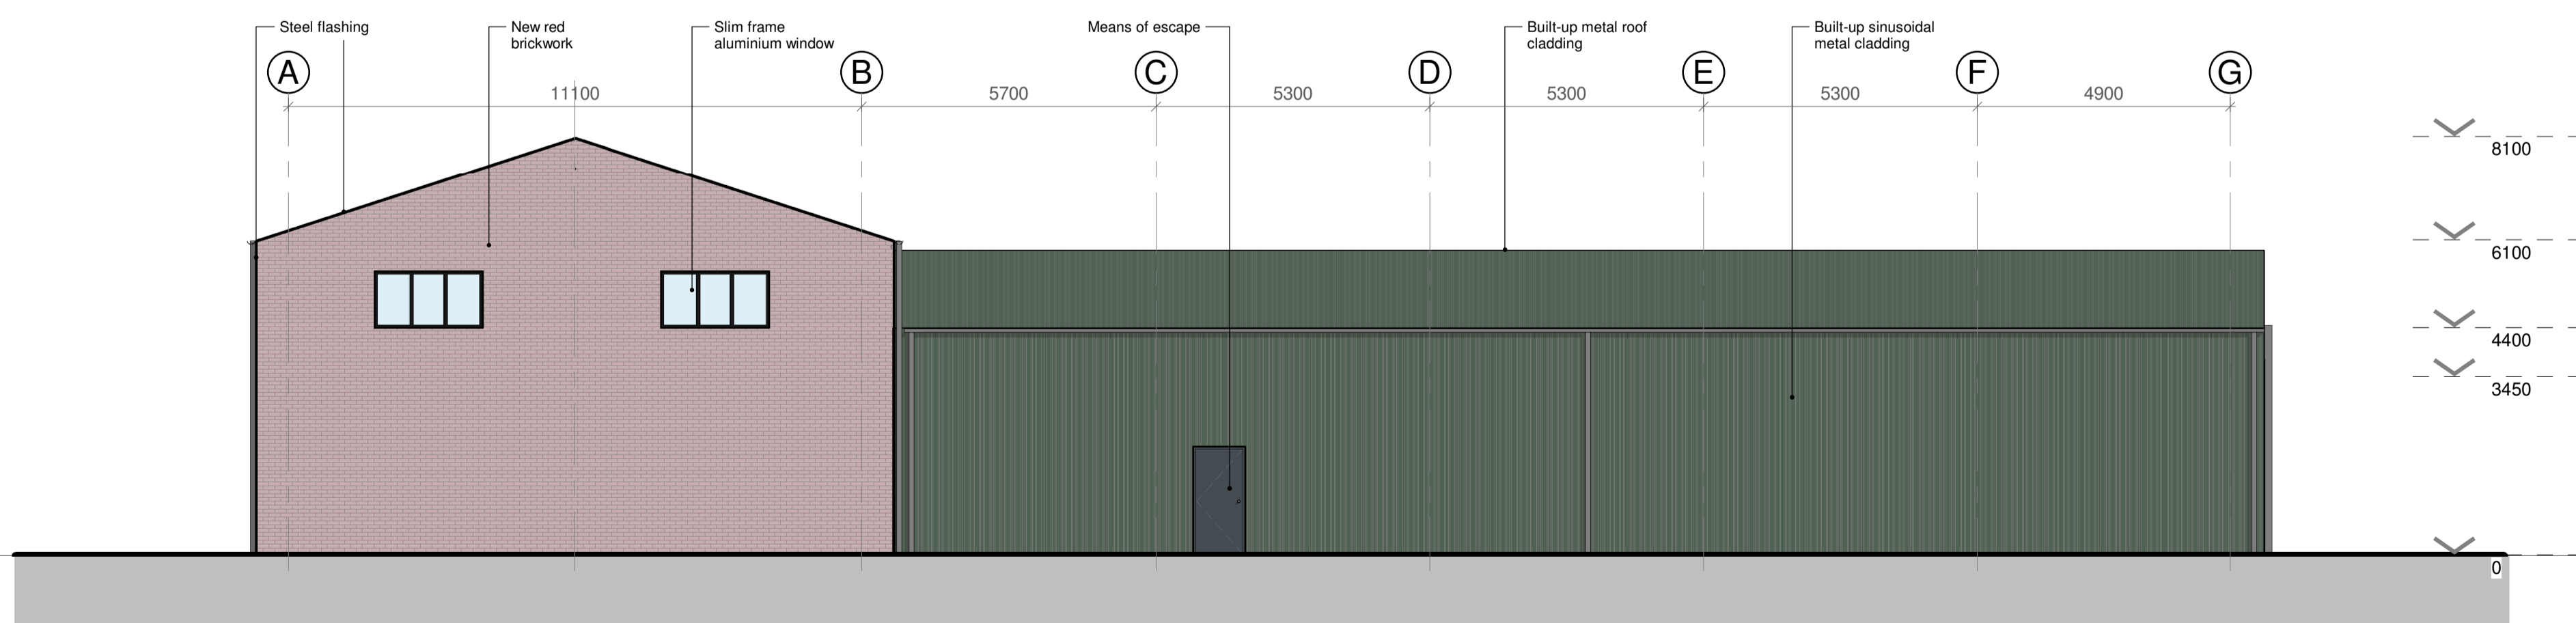 Steel flashing
New red
brickwork
Slim frame
aluminium window
Means of escape
Built-up metal roof
cladding
Built-up sinusoidal
metal cladding
A
B
C
D
E
F
G
11100
5700
5300
5300
5300
4900
8100
6100
4400
3450
0